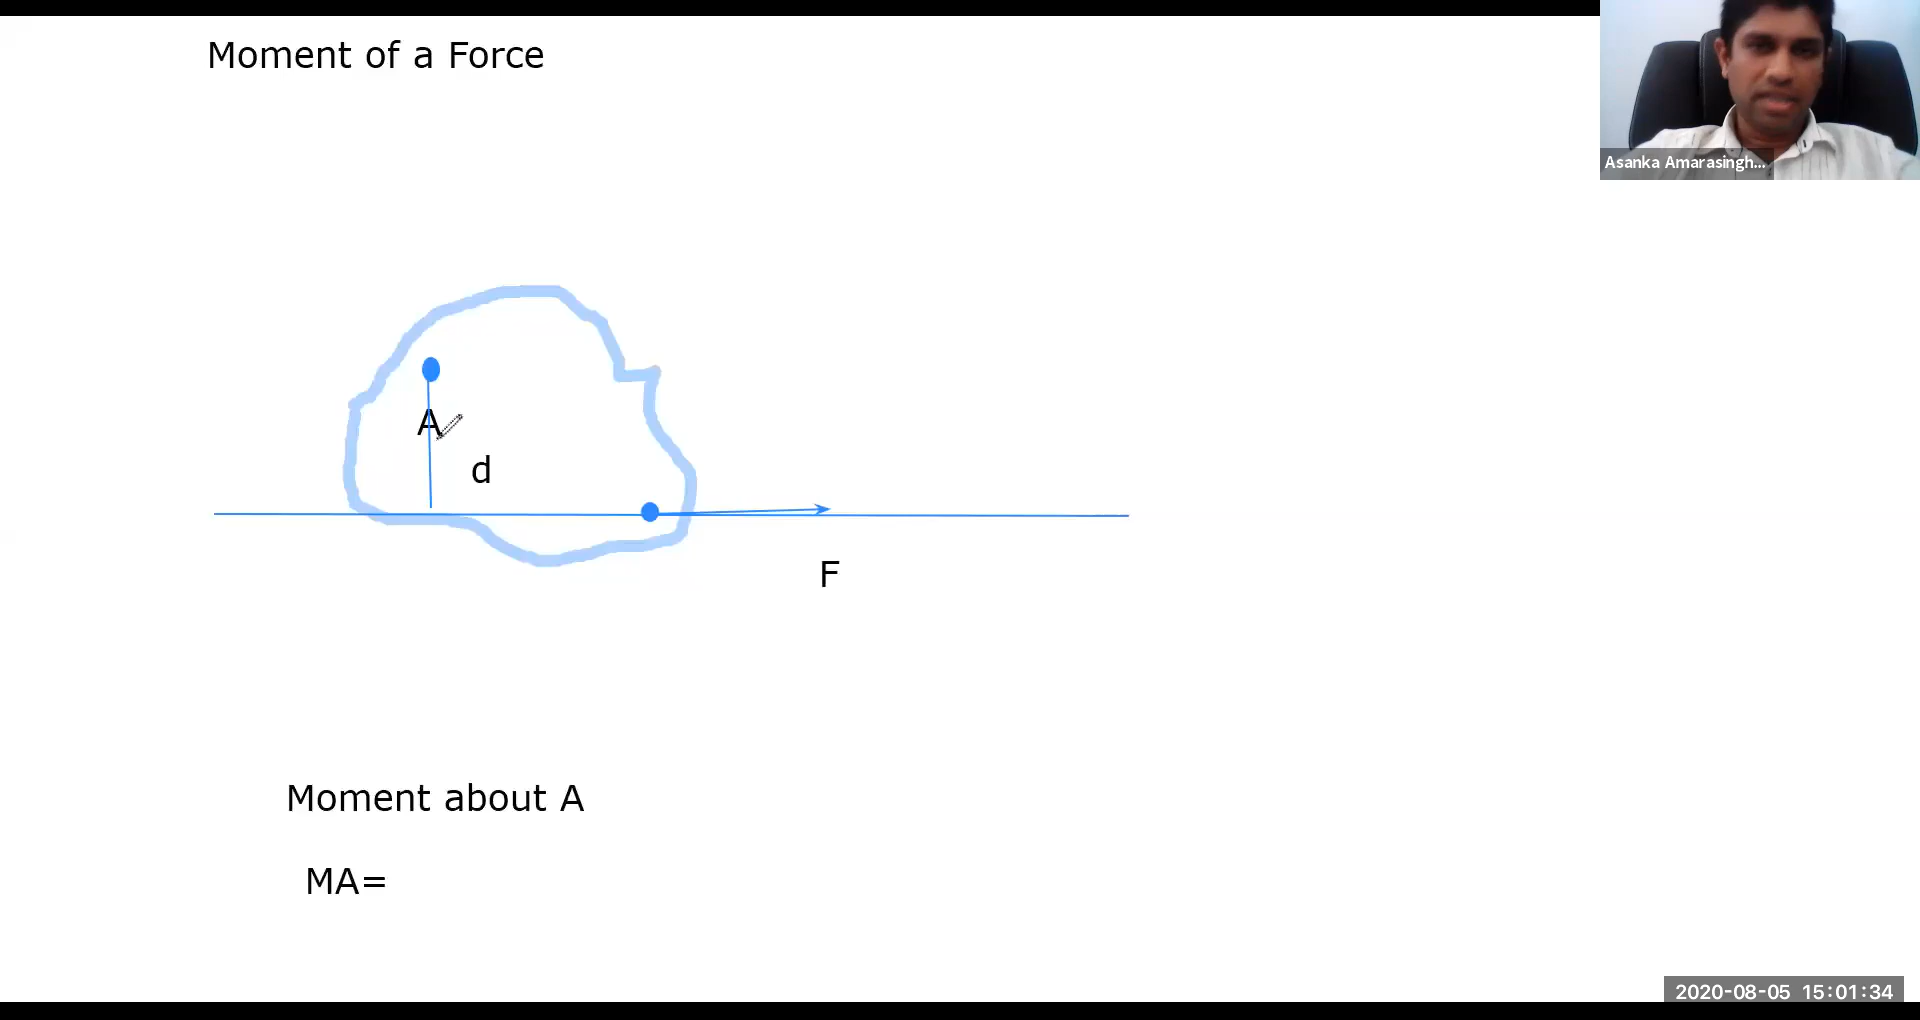 Moment of a Force
Asanka Amarasingh...
A
d
F
Moment about A
MA=
2020-08-05 15:01:34